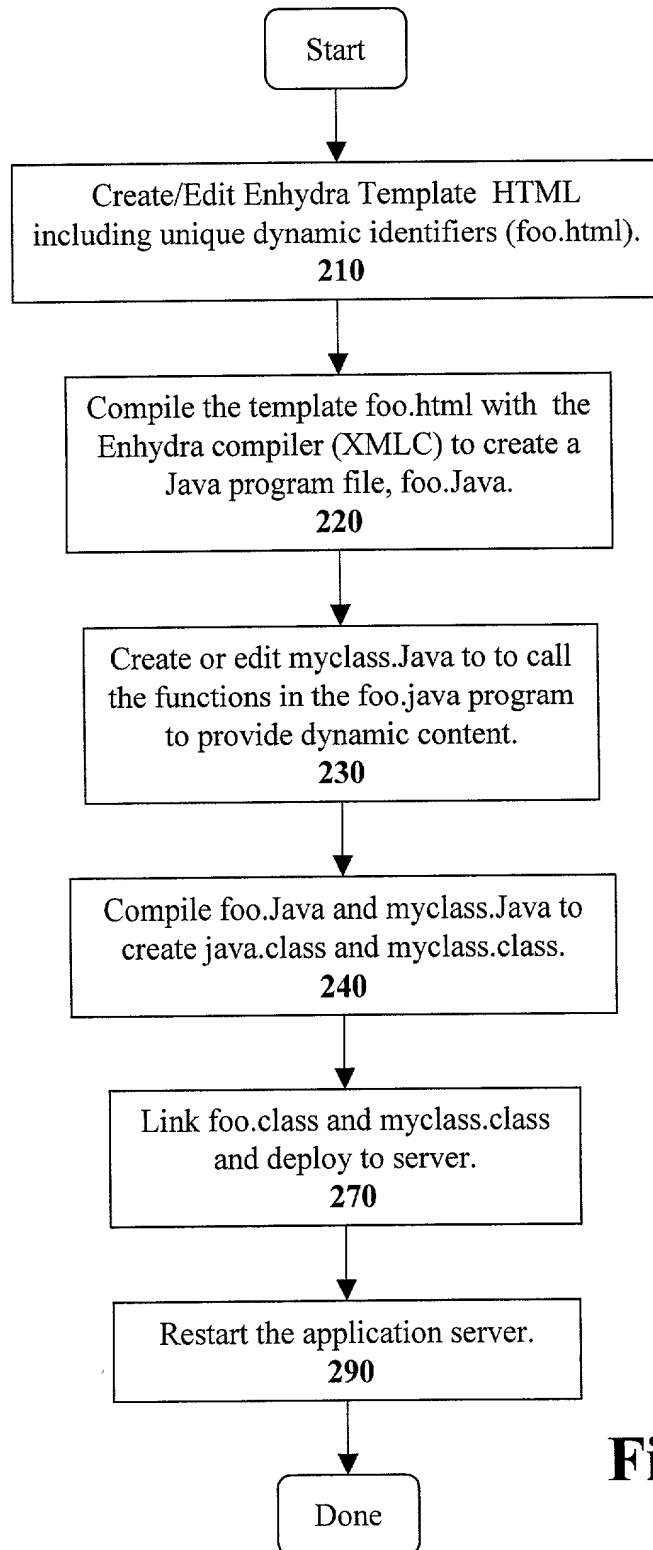 Start
Create/Edit Enhydra Template HTML
including unique dynamic identifiers (foo.html).
210
Compile the template foo.html with the
Enhydra compiler (XMLC) to create a
Java program file, foo.Java.
220
Create or edit myclass.Java to to call
the functions in the foo.java program
to provide dynamic content.
230
Compile foo.Java and myclass.Java to
create java.class and myclass.class.
240
Link foo.class and myclass.class
and deploy to server.
270
Restart the application server.
290
Done